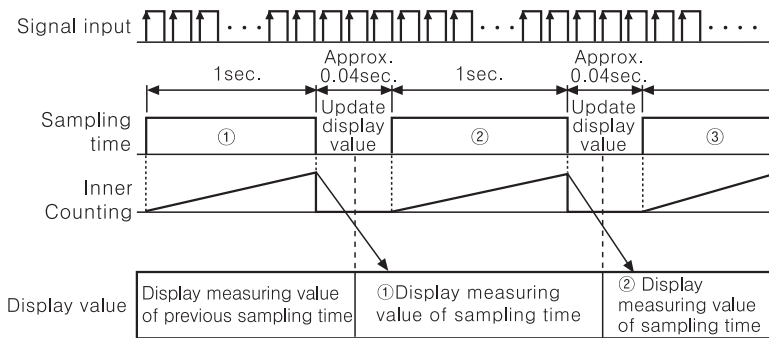 Signal input
Approx.
0.04sec.
Approx.
0.04sec.
1sec.
1sec.
Sampling
time
①
Update
display
value
②
Update
display
value
③
Inner
Counting
Display value
Display measuring value
of previous sampling time
①Display measuring
value of sampling time
② Display
measuring value
of sampling time